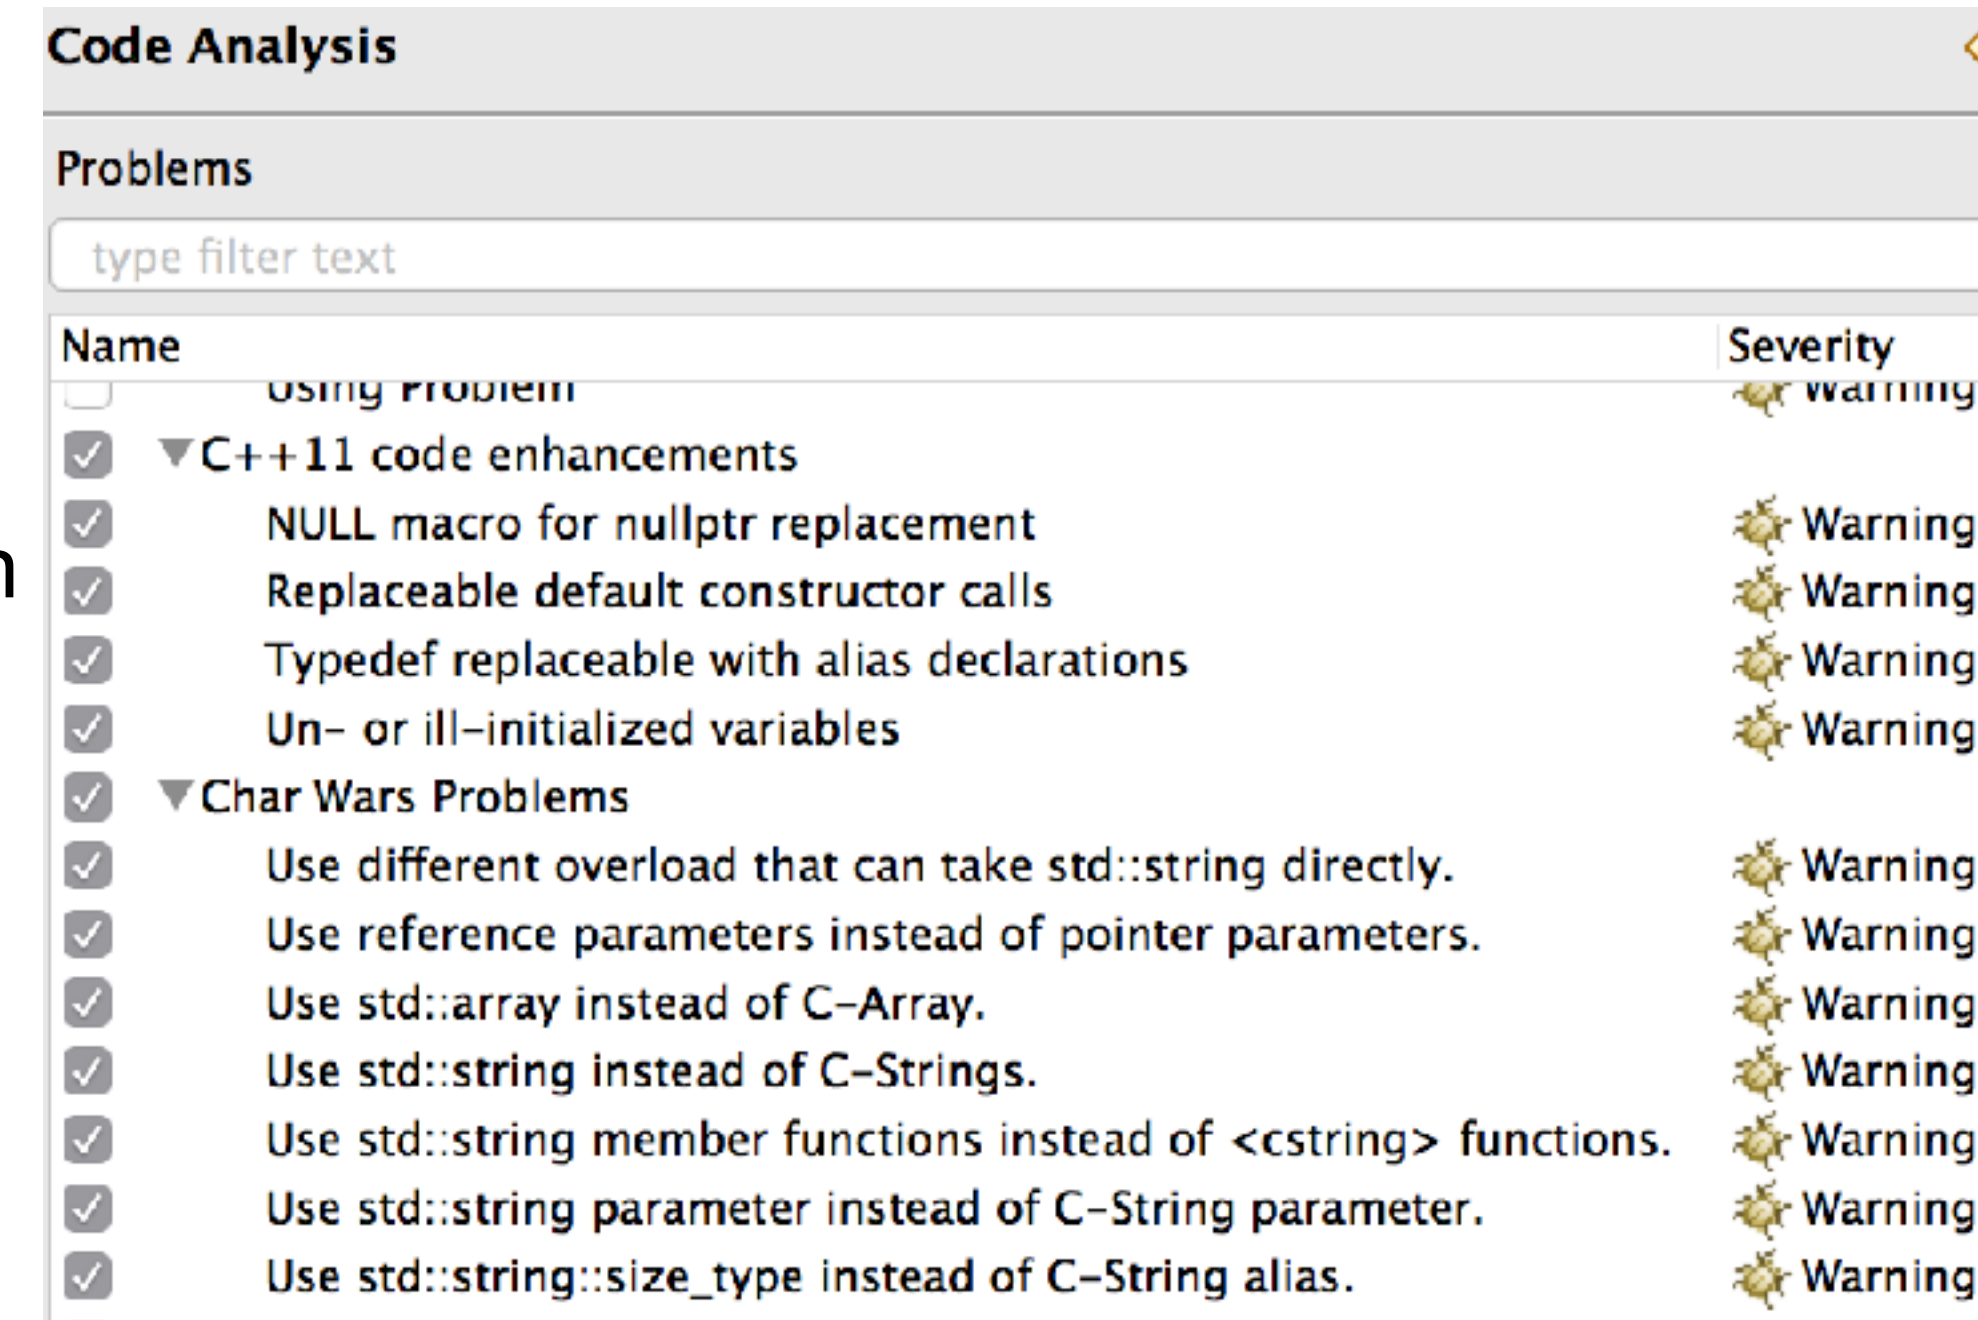 Code Analysis
Problems
type filter text
Name Severity
Using Problem Warning
C++11 code enhancements
NULL macro for nullptr replacement Warning
Replaceable default constructor calls Warning
n
Typedef replaceable with alias declarations Warning
Un- or ill-initialized variables Warning
Char Wars Problems
Use different overload that can take std::string directly. Warning
Use reference parameters instead of pointer parameters. Warning
Use std::array instead of C-Array. Warning
Use std::string instead of C-Strings. Warning
Use std::string member functions instead of <cstring> functions. Warning
Use std::string parameter instead of C-String parameter. Warning
Use std::string::size_type instead of C-String alias. Warning